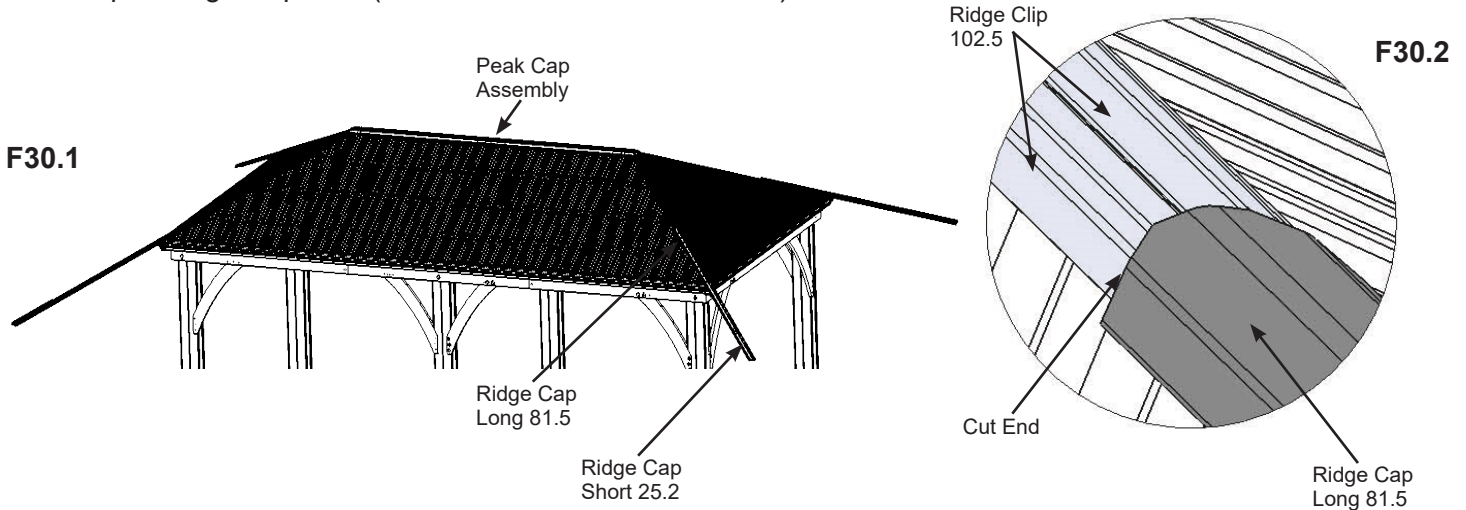 Ridge Clip
102.5
F30.2
Peak Cap
Assembly
F30.1
Ridge Cap
Long 81.5
Cut End
Ridge Cap
Short 25.2
Ridge Cap
Long 81.5